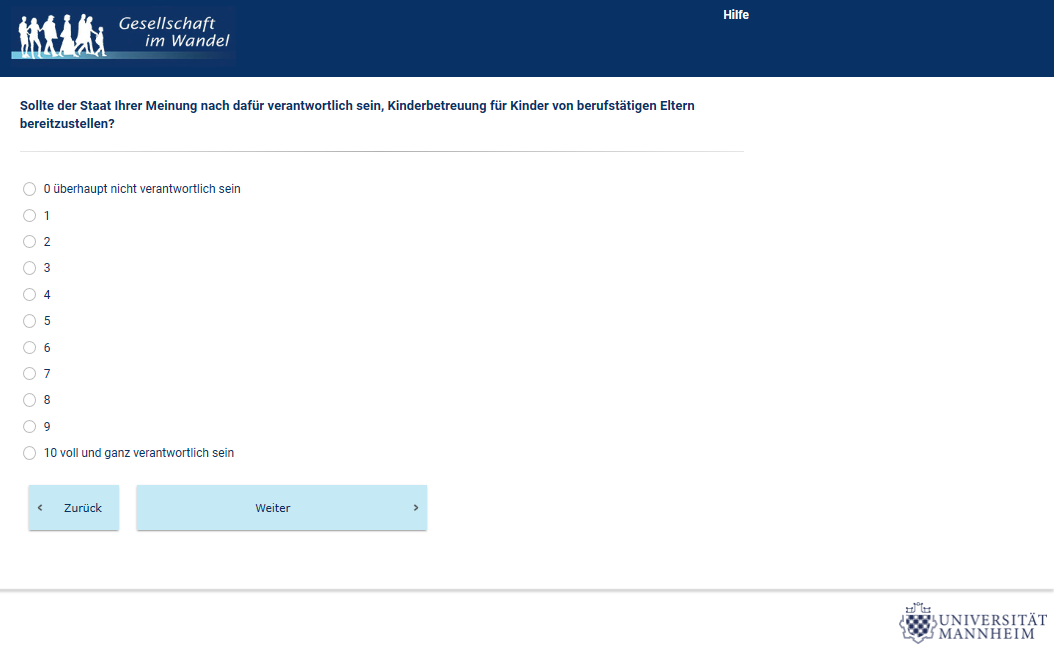 Gesellschaft
im Wandel
Hilfe
Sollte der Staat Ihrer Meinung nach dafür verantwortlich sein, Kinderbetreuung für Kinder von berufstätigen Eltern
bereitzustellen?
0 überhaupt nicht verantwortlich sein
1
2
3
4
5
6
7
8
9
10 voll und ganz verantwortlich sein
‹ Zurück
Weiter ›
UNIVERSITÄT
MANNHEIM